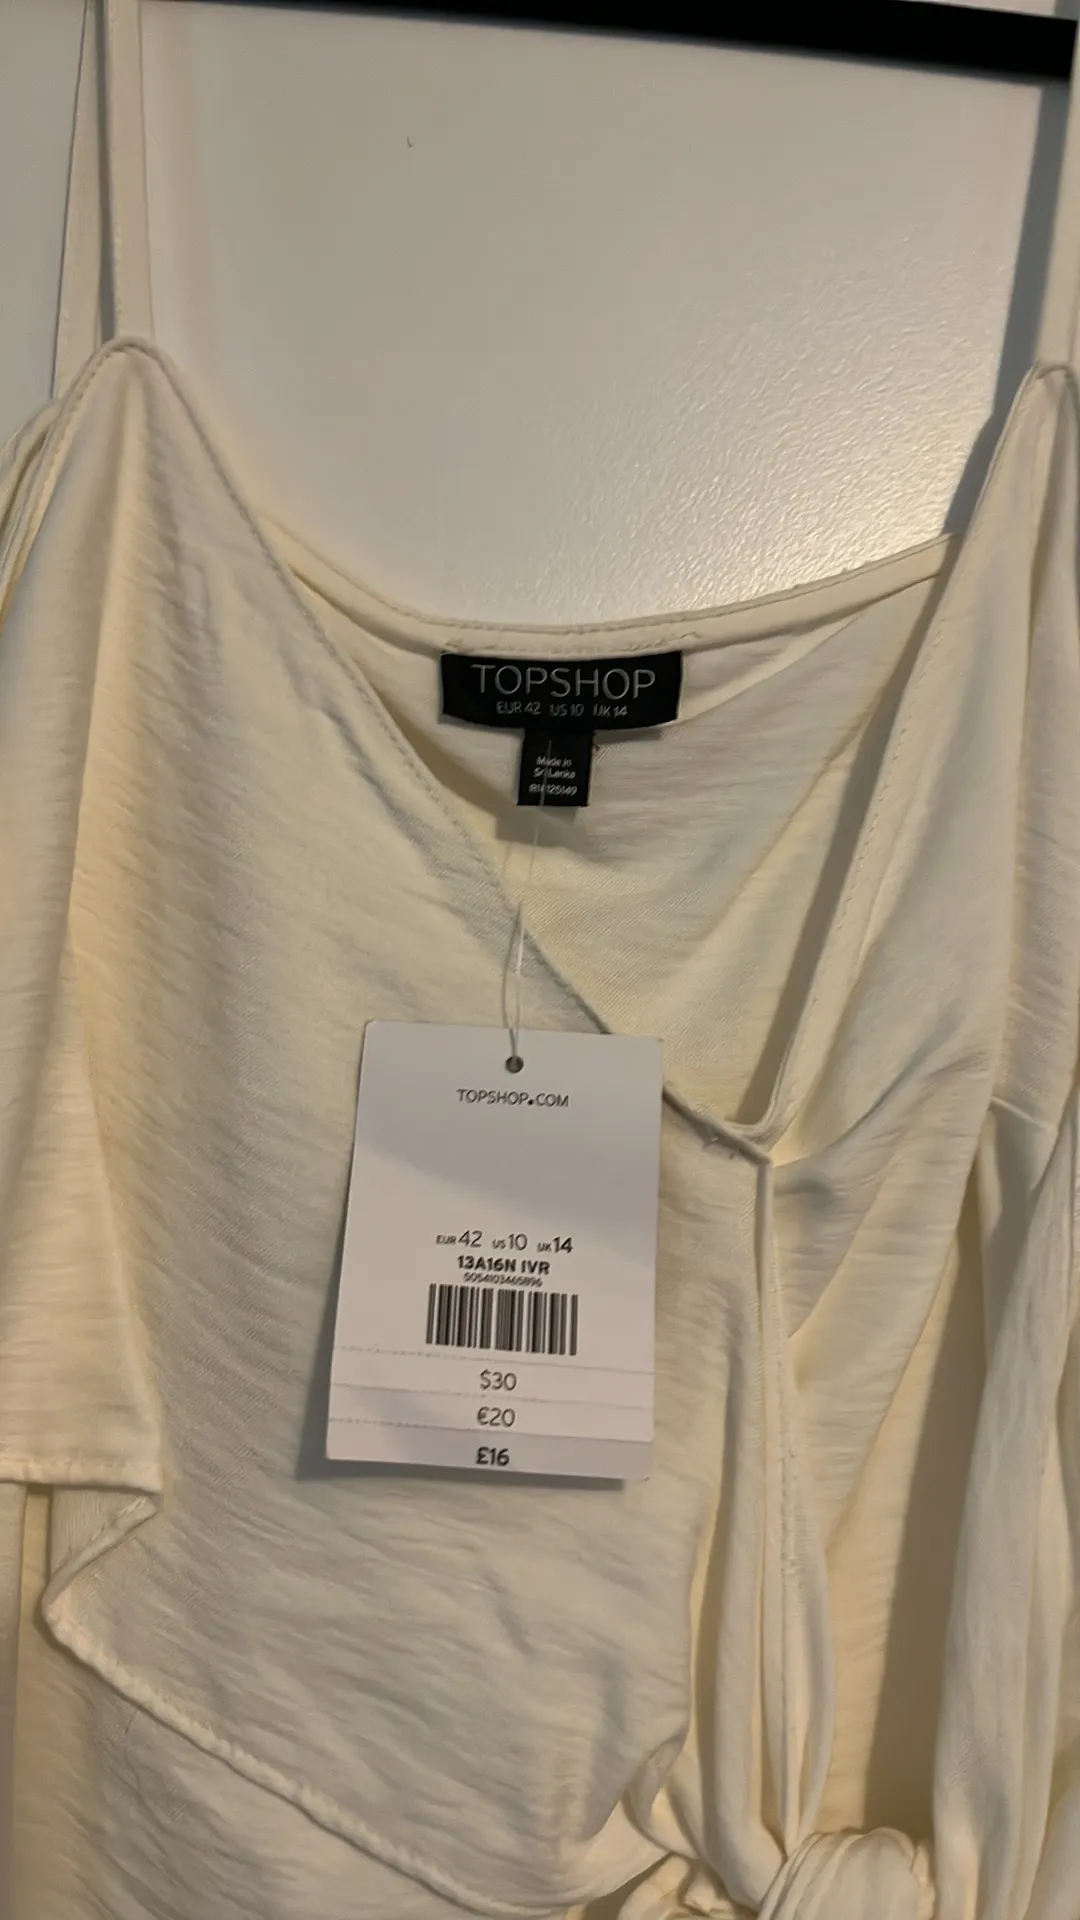 TOPSHOP
EUR 42 US 10 UK 14
Made in
Sri Lanka
TOPSHOP.COM
EUR 42 US 10 UK 14
13A16N IVR
5054103465896
$30
€20
£16